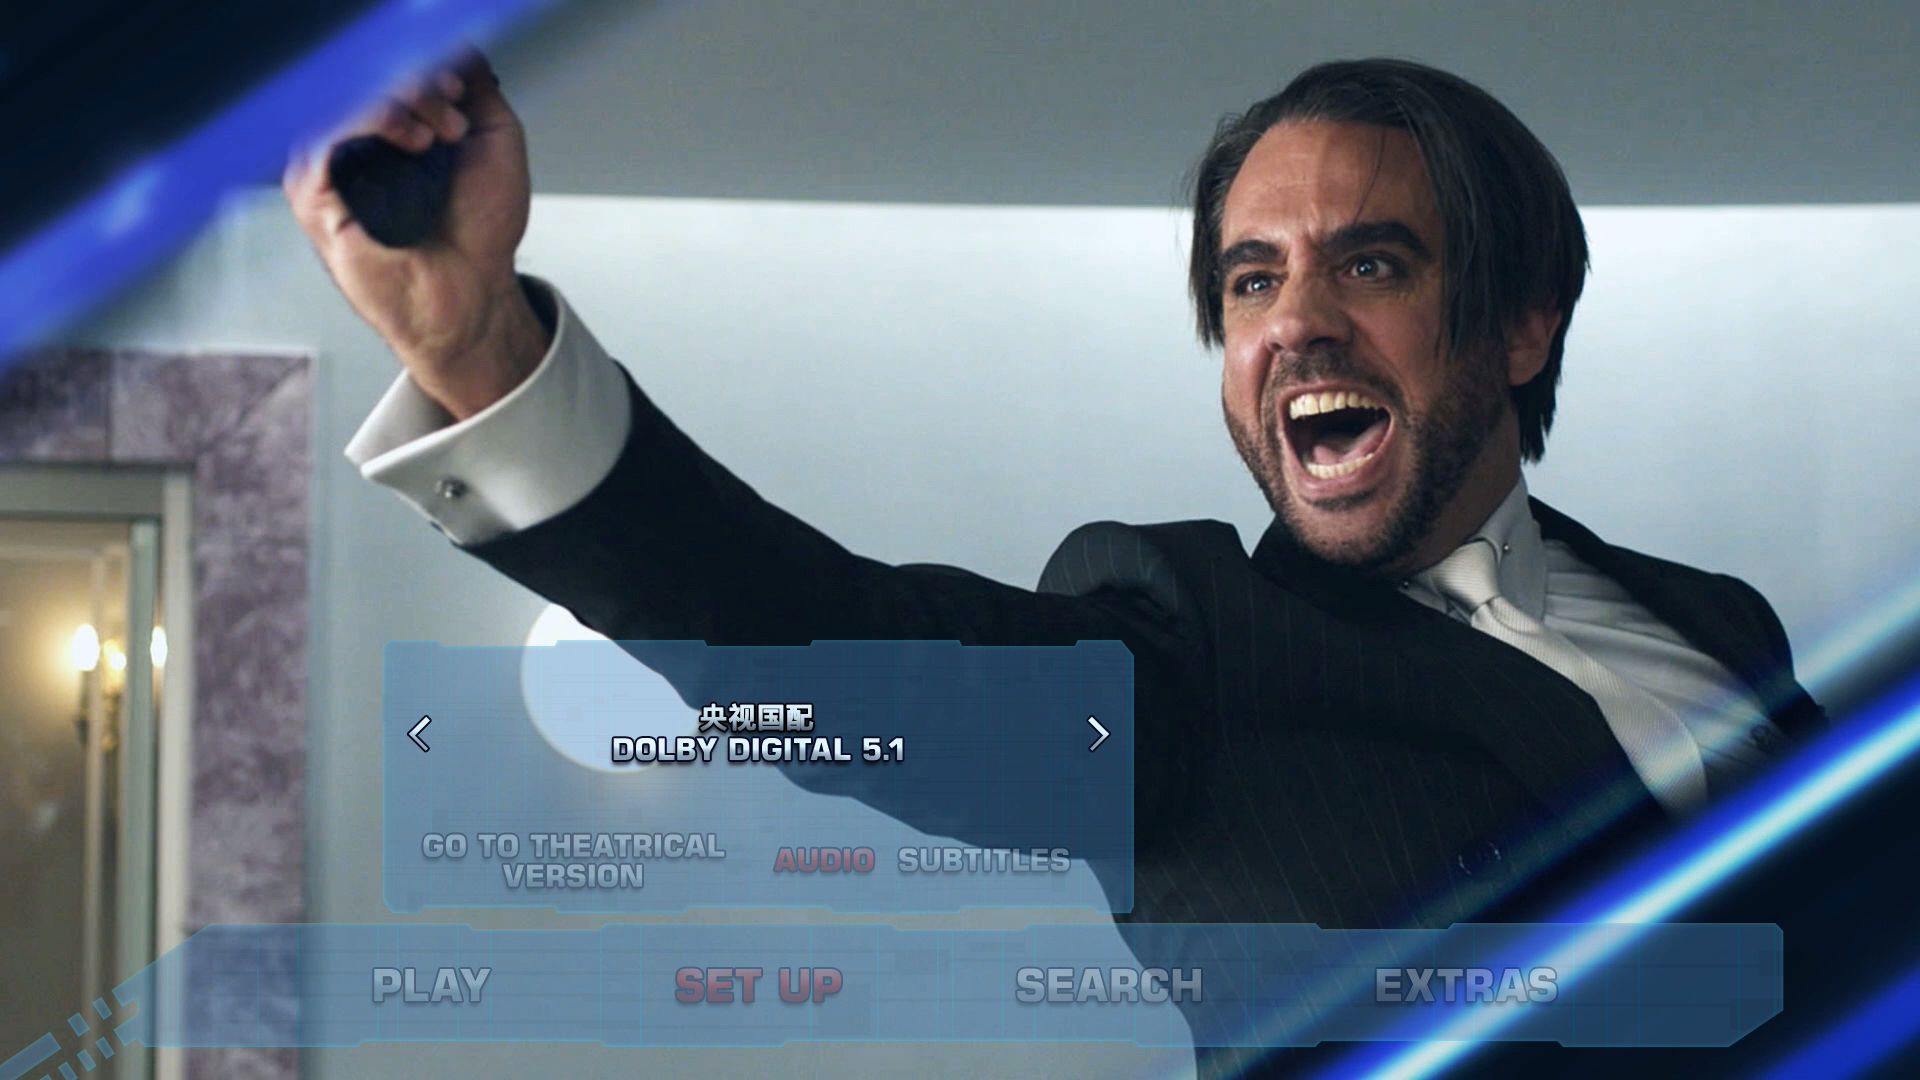 央视国配
DOLBY DIGITAL 5.1
GO TO THEATRICAL
VERSION
AUDIO
SUBTITLES
PLAY
SET UP
SEARCH
EXTRAS